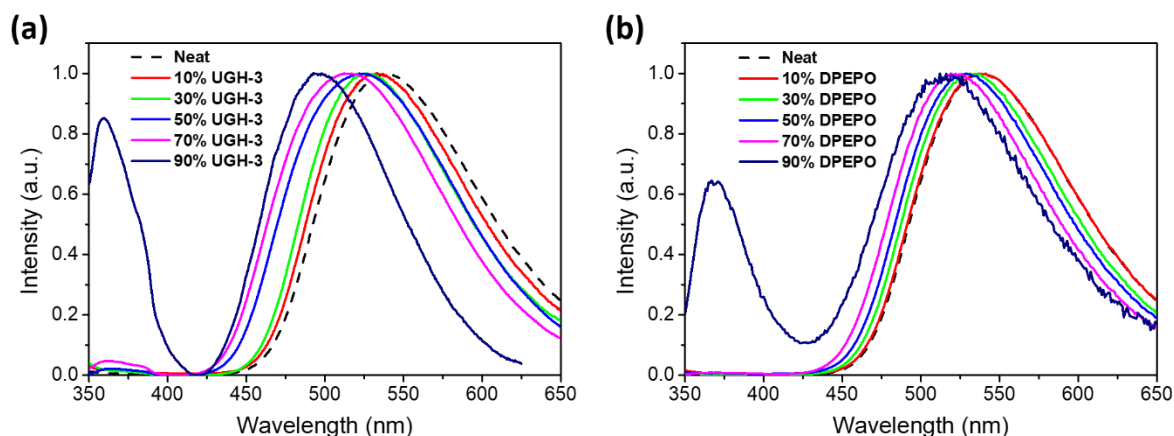 (a)
Neat
10% UGH-3
30% UGH-3
50% UGH-3
70% UGH-3
90% UGH-3
1.0
0.8
0.6
0.4
0.2
0.0
Intensity (a.u.)
350 400 450 500 550 600 650
Wavelength (nm)
(b)
Neat
10% DPEPO
30% DPEPO
50% DPEPO
70% DPEPO
90% DPEPO
1.0
0.8
0.6
0.4
0.2
0.0
Intensity (a.u.)
350 400 450 500 550 600 650
Wavelength (nm)